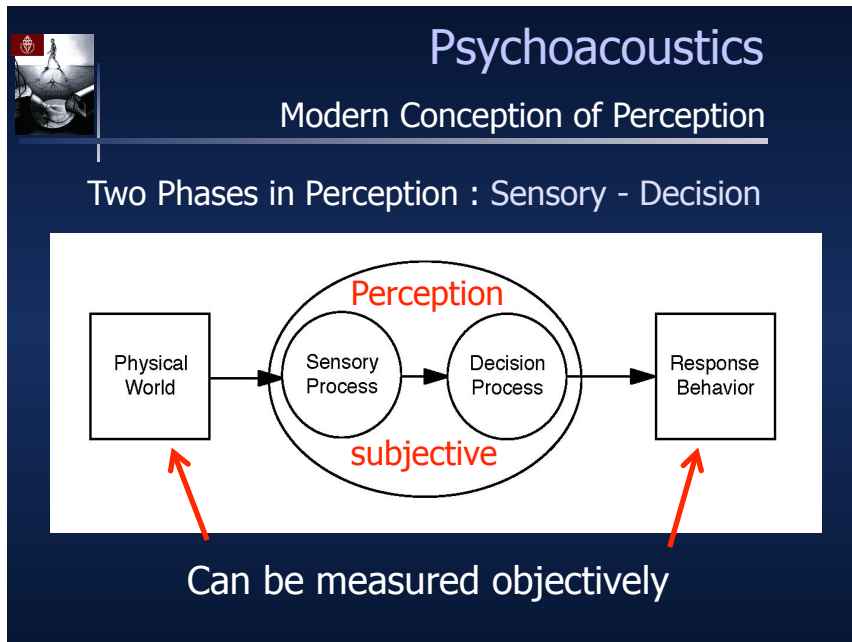 Psychoacoustics
Modern Conception of Perception
Two Phases in Perception : Sensory - Decision
Perception
Physical
World
Sensory
Process
Decision
Process
Response
Behavior
subjective
Can be measured objectively